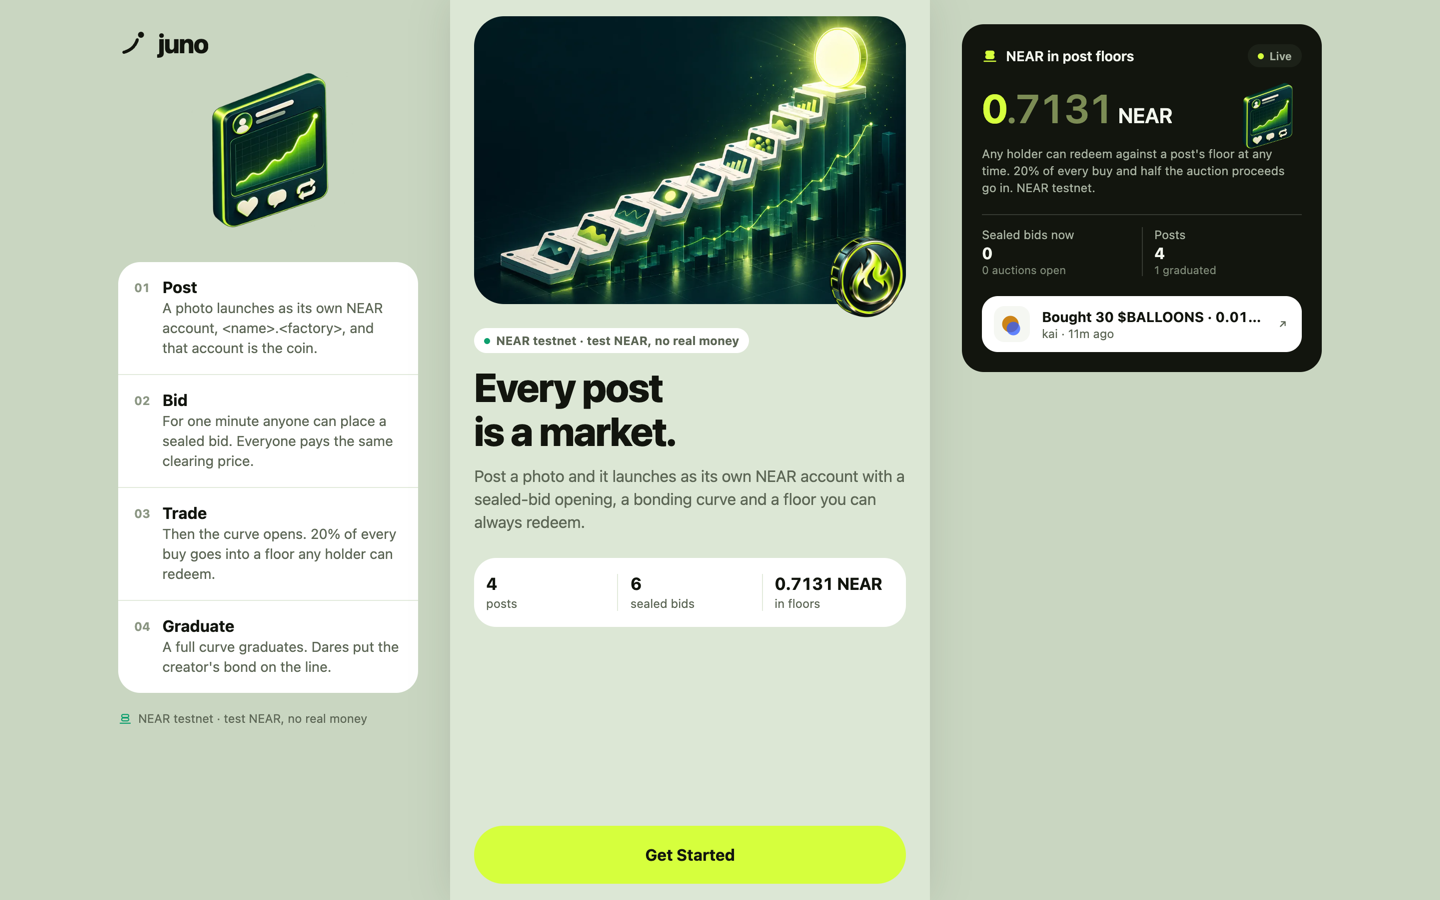 juno
01 Post
A photo launches as its own NEAR
account, <name>.<factory>, and
that account is the coin.
02 Bid
For one minute anyone can place a
sealed bid. Everyone pays the same
clearing price.
03 Trade
Then the curve opens. 20% of every
buy goes into a floor any holder can
redeem.
04 Graduate
A full curve graduates. Dares put the
creator's bond on the line.
NEAR testnet · test NEAR, no real money
NEAR testnet · test NEAR, no real money
Every post
is a market.
Post a photo and it launches as its own NEAR account with a
sealed-bid opening, a bonding curve and a floor you can
always redeem.
4
posts
6
sealed bids
0.7131 NEAR
in floors
Get Started
NEAR in post floors
Live
0.7131 NEAR
Any holder can redeem against a post's floor at any
time. 20% of every buy and half the auction proceeds
go in. NEAR testnet.
Sealed bids now
0
0 auctions open
Posts
4
1 graduated
Bought 30 $BALLOONS · 0.01...
kai · 11m ago